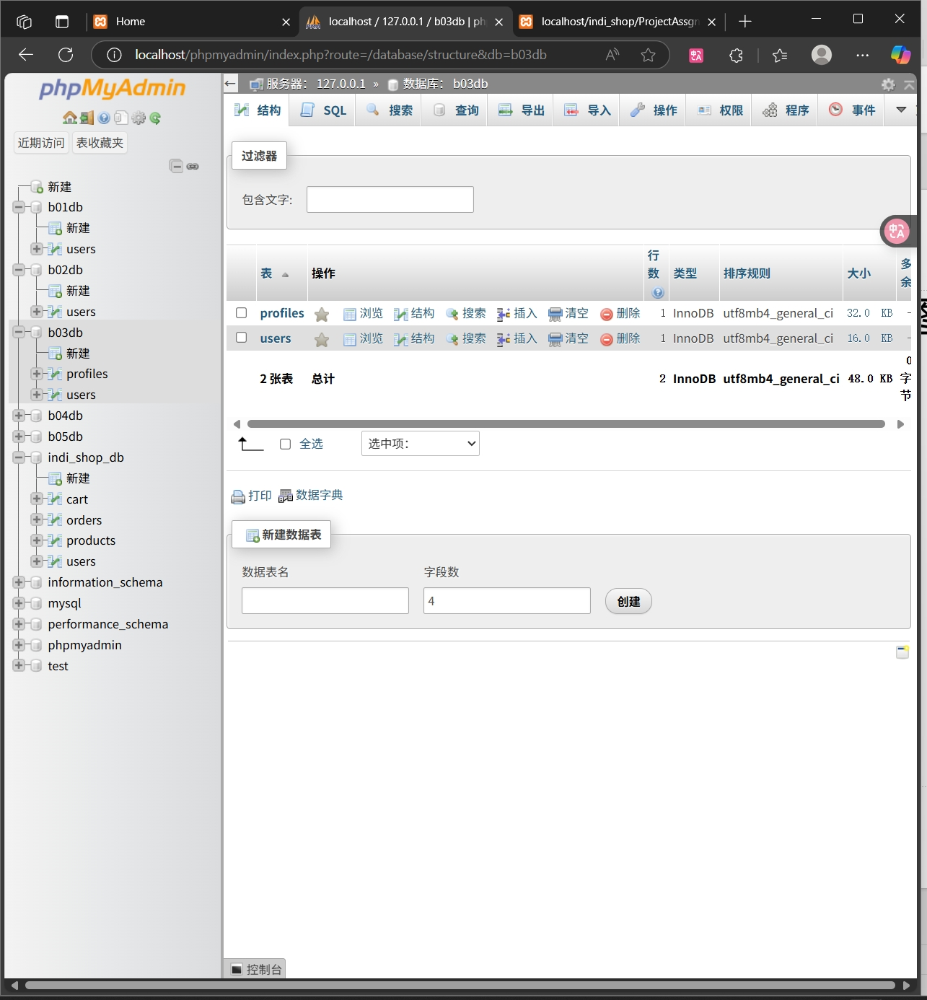 Home
localhost / 127.0.0.1 / b03db | ph
localhost/indi_shop/ProjectAssgn
localhost/phpmyadmin/index.php?route=/database/structure&db=b03db
phpMyAdmin
近期访问 表收藏夹
新建
b01db
新建
users
b02db
新建
users
b03db
新建
profiles
users
b04db
b05db
indi_shop_db
新建
cart
orders
products
users
information_schema
mysql
performance_schema
phpmyadmin
test
服务器： 127.0.0.1 » 数据库： b03db
结构 SQL 搜索 查询 导出 导入 操作 权限 程序 事件
过滤器
包含文字:
表 操作 行数 类型 排序规则 大小 多余
profiles 浏览 结构 搜索 插入 清空 删除 1 InnoDB utf8mb4_general_ci 32.0 KB -
users 浏览 结构 搜索 插入 清空 删除 1 InnoDB utf8mb4_general_ci 16.0 KB -
2 张表 总计 2 InnoDB utf8mb4_general_ci 48.0 KB 0 字节
全选 选中项：
打印 数据字典
新建数据表
数据表名 字段数
4 创建
控制台